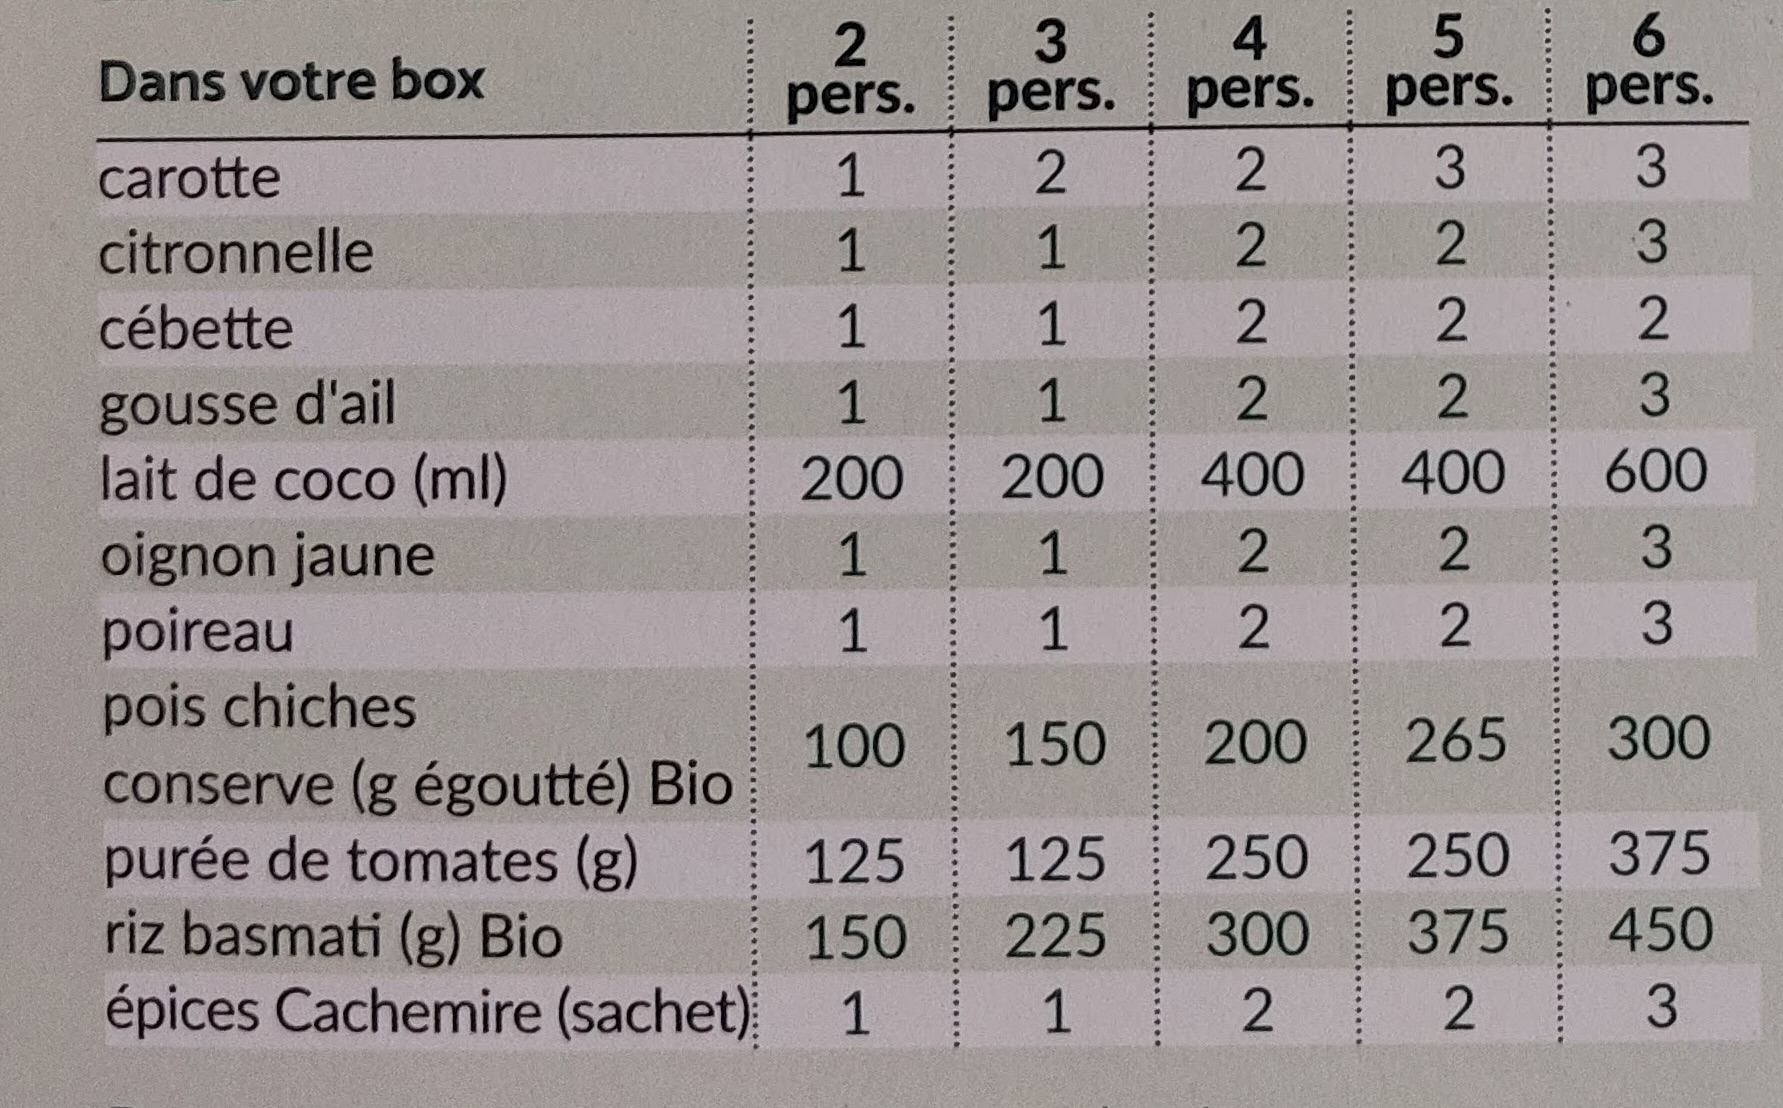 Dans votre box 2 pers. 3 pers. 4 pers. 5 pers. 6 pers.
carotte 1 2 2 3 3
citronnelle 1 1 2 2 3
cébette 1 1 2 2 2
gousse d'ail 1 1 2 2 3
lait de coco (ml) 200 200 400 400 600
oignon jaune 1 1 2 2 3
poireau 1 1 2 2 3
pois chiches
conserve (g égoutté) Bio 100 150 200 265 300
purée de tomates (g) 125 125 250 250 375
riz basmati (g) Bio 150 225 300 375 450
épices Cachemire (sachet) 1 1 2 2 3